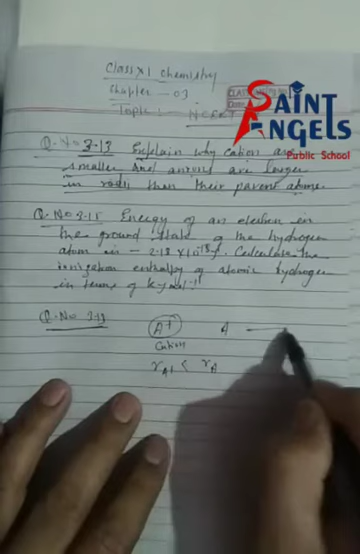 Class XI Chemistry
Chapter - 03
Topic :- NCERT
SAINT
ANGELS
Public School
Q.No 3.13 Explain why cation are
smaller and anions are larger
in radii than their parent atoms
Q.No 3.15 Energy of an electron in
the ground state of the hydrogen
atom is - 2.18 X 10⁻¹⁸ J. Calculate the
ionization enthalpy of atomic hydrogen
in terms of KJ mol⁻¹
Q.No. 3.13
A+ A
Cation
rA+ < rA